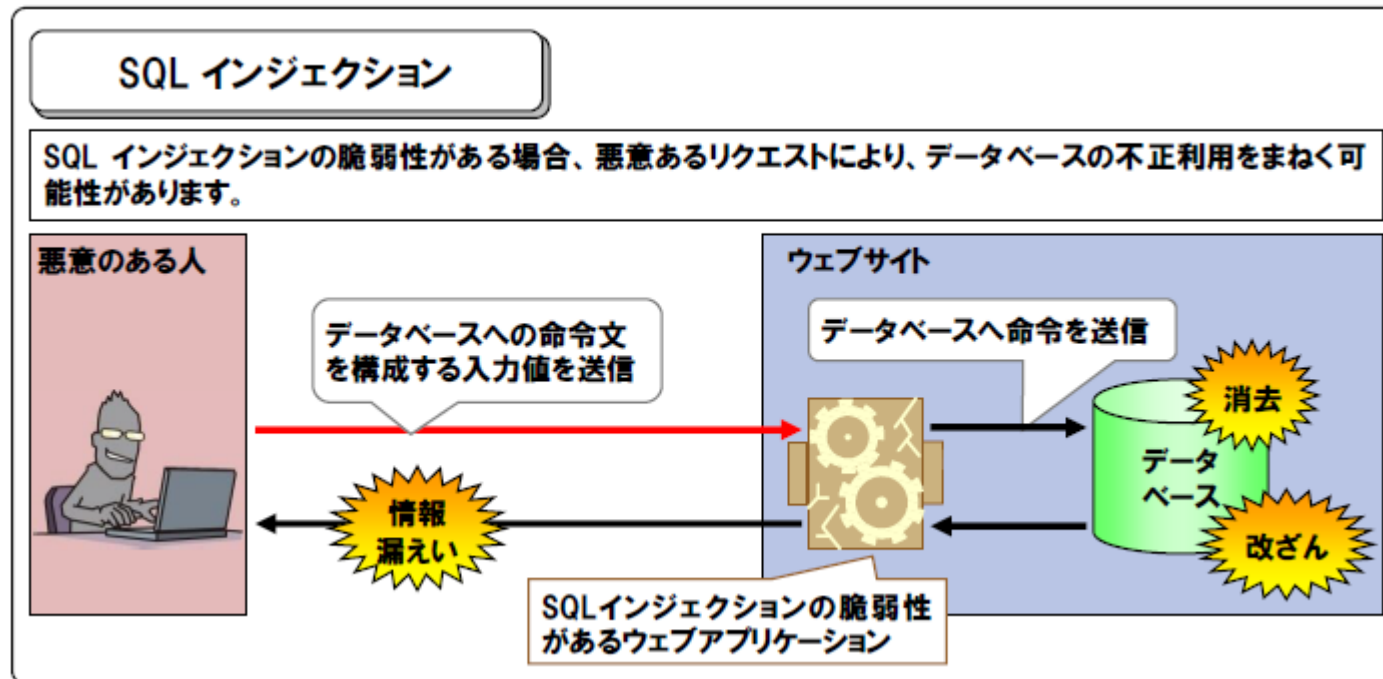 SQL インジェクション
SQL インジェクションの脆弱性がある場合、悪意あるリクエストにより、データベースの不正利用をまねく可
能性があります。
悪意のある人
データベースへの命令文
を構成する入力値を送信
情報
漏えい
ウェブサイト
データベースへ命令を送信
消去
データ
ベース
改ざん
SQLインジェクションの脆弱性
があるウェブアプリケーション